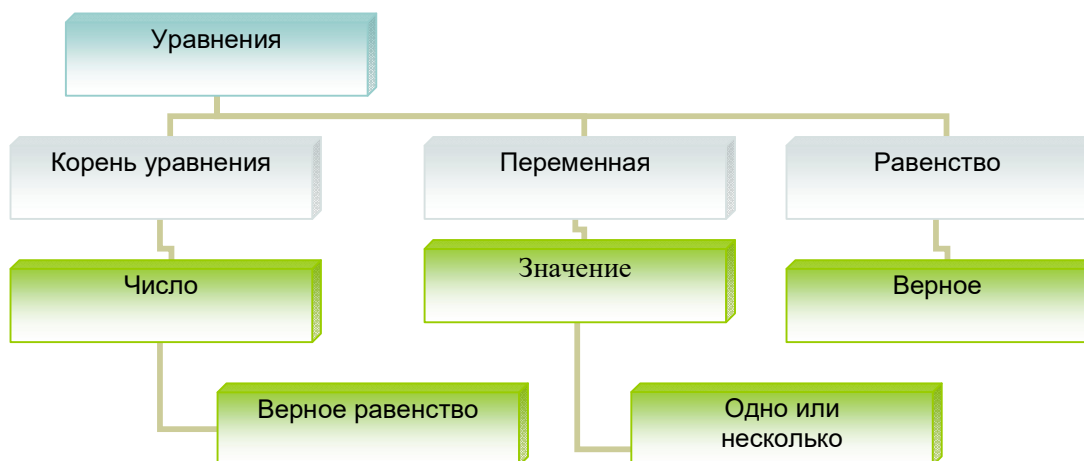 Уравнения
Корень уравнения
Переменная
Равенство
Число
Значение
Верное
Верное равенство
Одно или
несколько